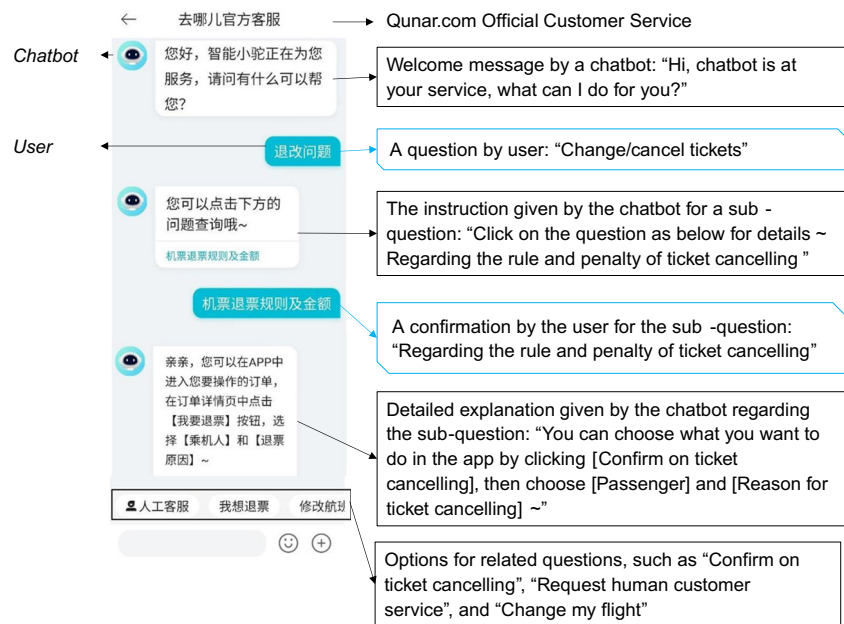 去哪儿官方客服
Qunar.com Official Customer Service
Chatbot
您好，智能小驼正在为您
服务，请问有什么可以帮
您？
Welcome message by a chatbot: “Hi, chatbot is at
your service, what can I do for you?”
User
退改问题
A question by user: “Change/cancel tickets”
您可以点击下方的
问题查询哦~
机票退票规则及金额
The instruction given by the chatbot for a sub -
question: “Click on the question as below for details ~
Regarding the rule and penalty of ticket cancelling ”
机票退票规则及金额
A confirmation by the user for the sub -question:
“Regarding the rule and penalty of ticket cancelling”
亲亲，您可以在APP中
进入您要操作的订单，
在订单详情页中点击
【我要退票】按钮，选
择【乘机人】和【退票
原因】~
Detailed explanation given by the chatbot regarding
the sub-question: “You can choose what you want to
do in the app by clicking [Confirm on ticket
cancelling], then choose [Passenger] and [Reason for
ticket cancelling] ~”
人工客服 我想退票 修改航班
Options for related questions, such as “Confirm on
ticket cancelling”, “Request human customer
service”, and “Change my flight”